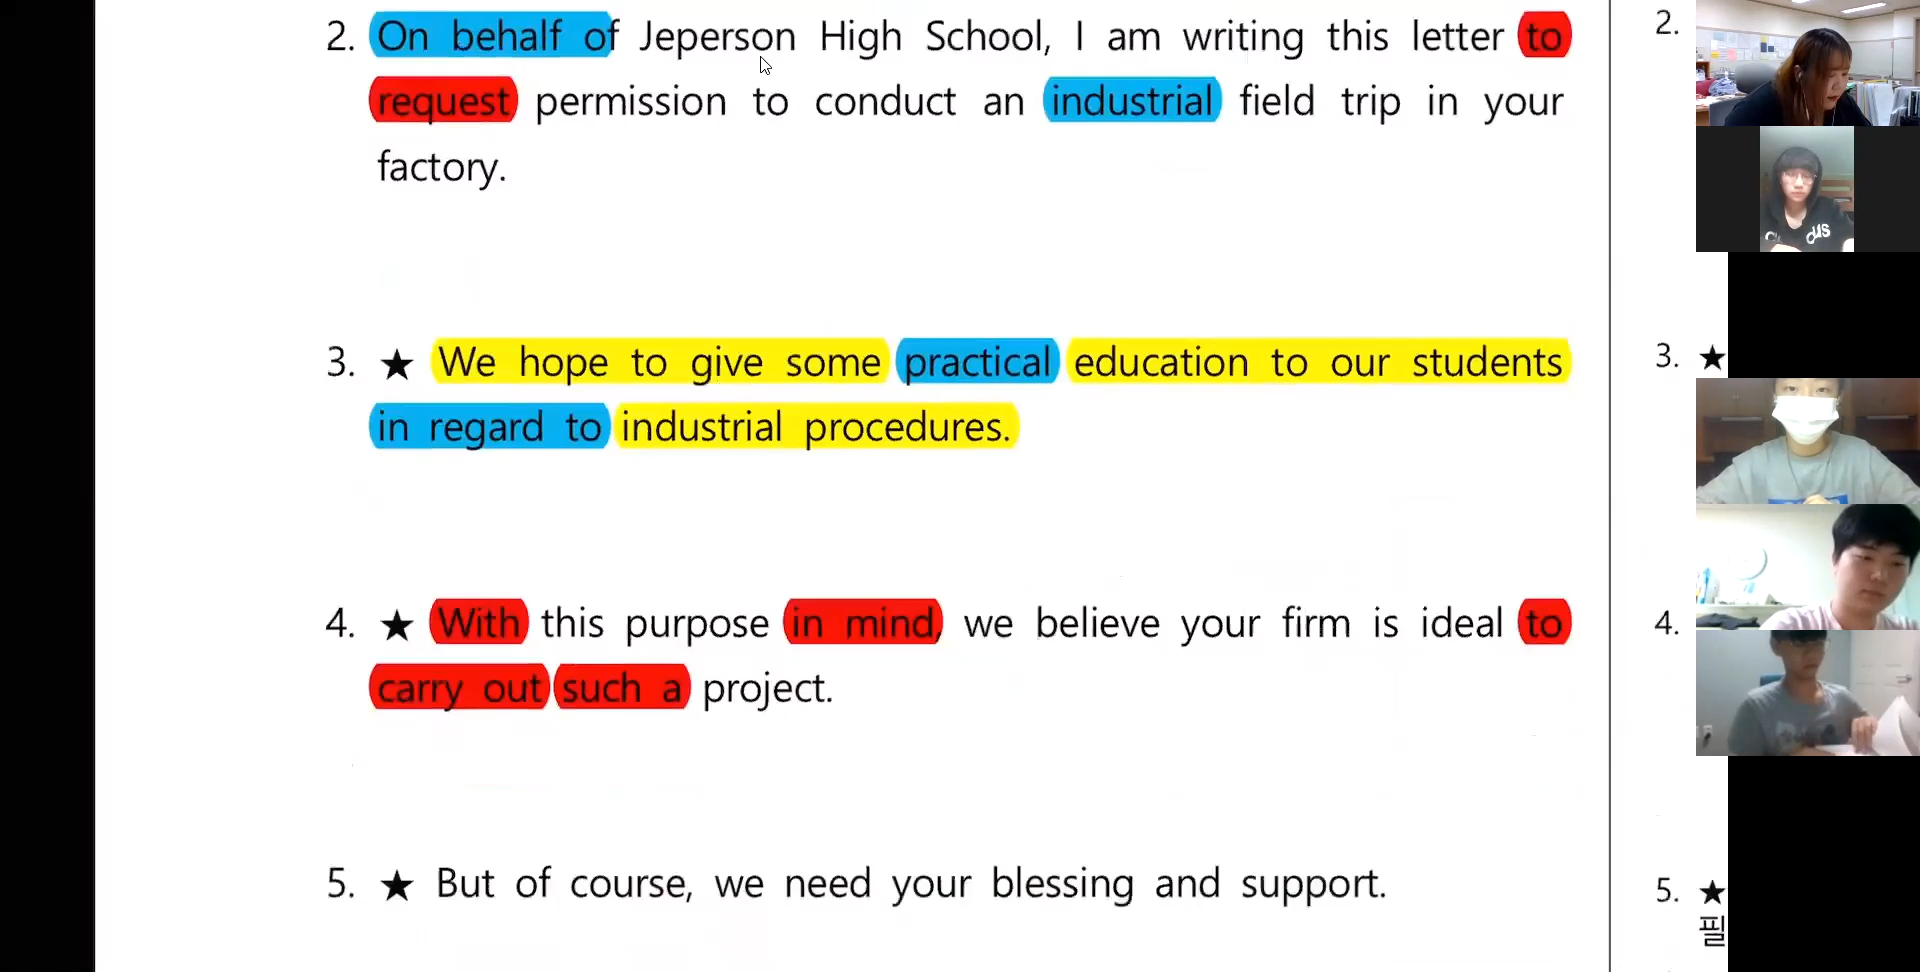 2. On behalf of Jeperson High School, I am writing this letter to
request permission to conduct an industrial field trip in your
factory.
3. ★ We hope to give some practical education to our students
in regard to industrial procedures.
4. ★ With this purpose in mind, we believe your firm is ideal to
carry out such a project.
5. ★ But of course, we need your blessing and support.
2.
3. ★
4.
5. ★
필